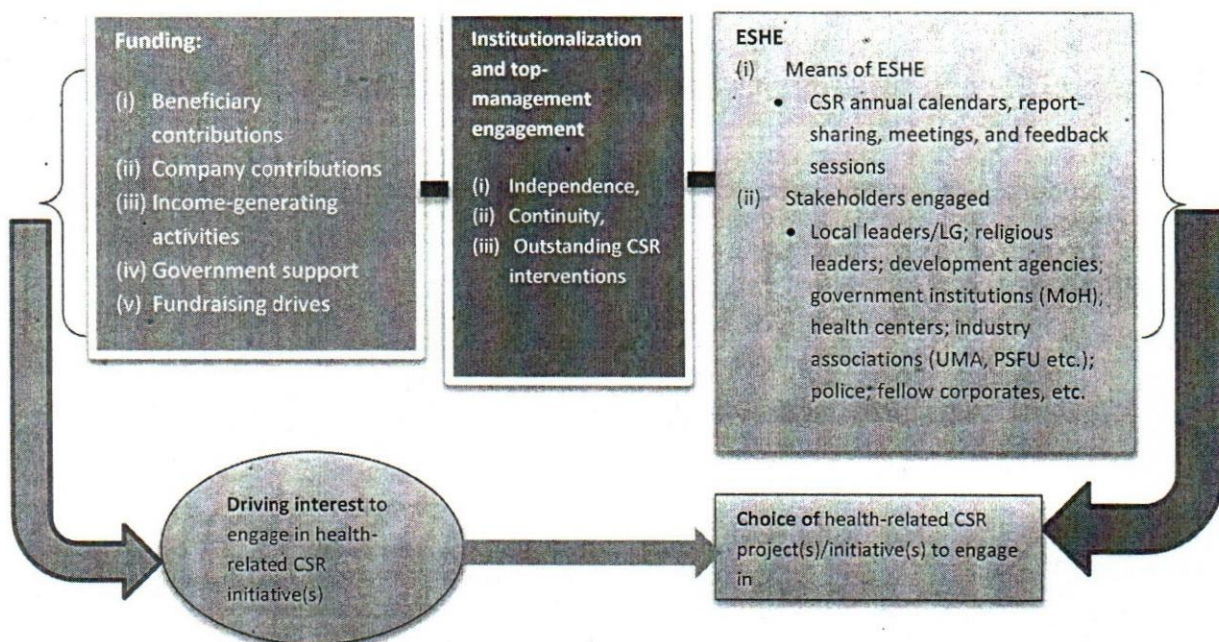 Funding:
(i) Beneficiary
contributions
(ii) Company contributions
(iii) Income-generating
activities
(iv) Government support
(v) Fundraising drives
Institutionalization
and top-
management
engagement
(i) Independence,
(ii) Continuity,
(iii) Outstanding CSR
interventions
ESHE
(i) Means of ESHE
• CSR annual calendars, report-
sharing, meetings, and feedback
sessions
(ii) Stakeholders engaged
• Local leaders/LG; religious
leaders; development agencies;
government institutions (MoH);
health centers; industry
associations (UMA, PSFU etc.);
police; fellow corporates, etc.
Driving interest to
engage in health-
related CSR
initiative(s)
Choice of health-related CSR
project(s)/initiative(s) to engage
in